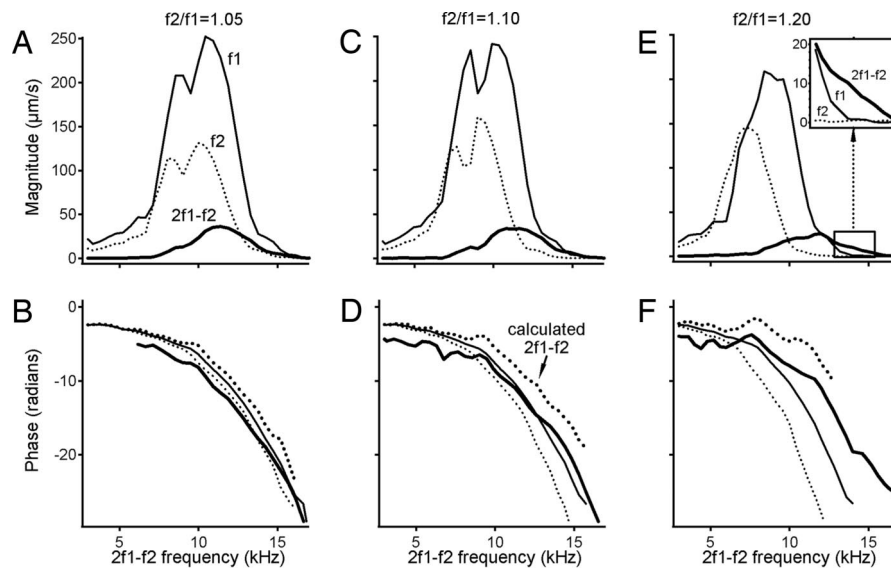 f2/f1=1.05
f2/f1=1.10
f2/f1=1.20
A
C
E
Magnitude (µm/s)
250
200
150
100
50
0
f1
f2
2f1-f2
20
10
0
2f1-f2
f1
f2
B
D
F
Phase (radians)
0
-10
-20
calculated
2f1-f2
5 10 15
5 10 15
5 10 15
2f1-f2 frequency (kHz)
2f1-f2 frequency (kHz)
2f1-f2 frequency (kHz)